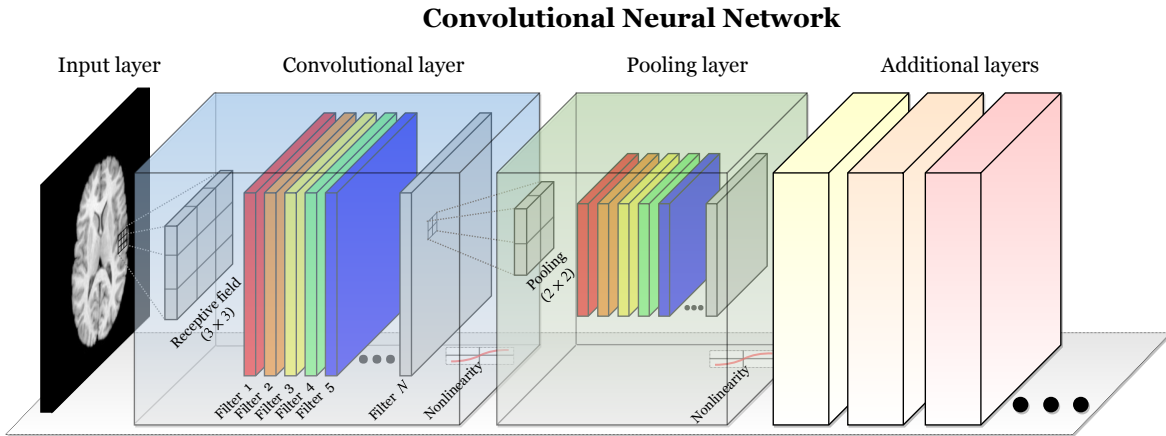 Convolutional Neural Network
Input layer
Convolutional layer
Pooling layer
Additional layers
Receptive field
(3 × 3)
Filter 1
Filter 2
Filter 3
Filter 4
Filter 5
Filter N
Nonlinearity
Pooling
(2 × 2)
Nonlinearity